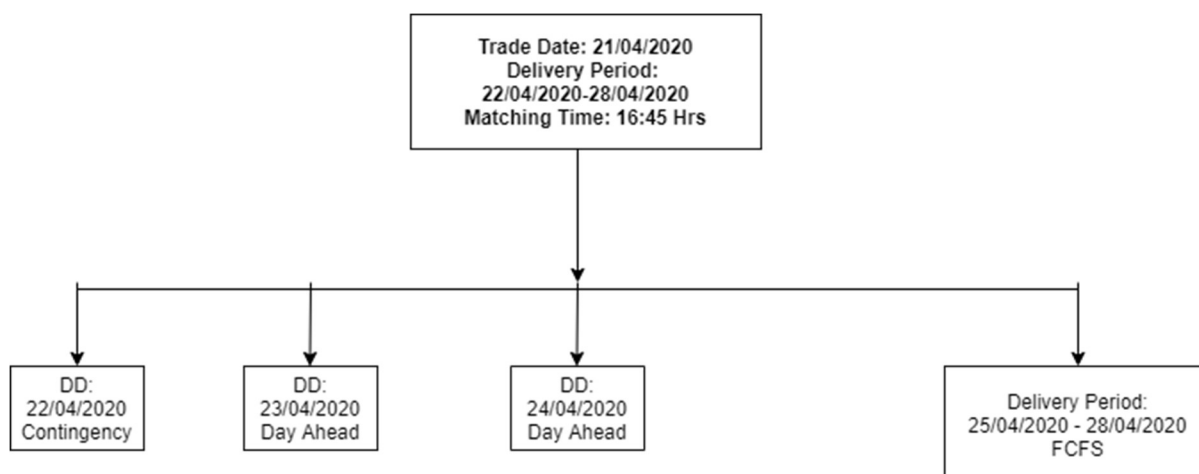 Trade Date: 21/04/2020
Delivery Period:
22/04/2020-28/04/2020
Matching Time: 16:45 Hrs
DD:
22/04/2020
Contingency
DD:
23/04/2020
Day Ahead
DD:
24/04/2020
Day Ahead
Delivery Period:
25/04/2020 - 28/04/2020
FCFS